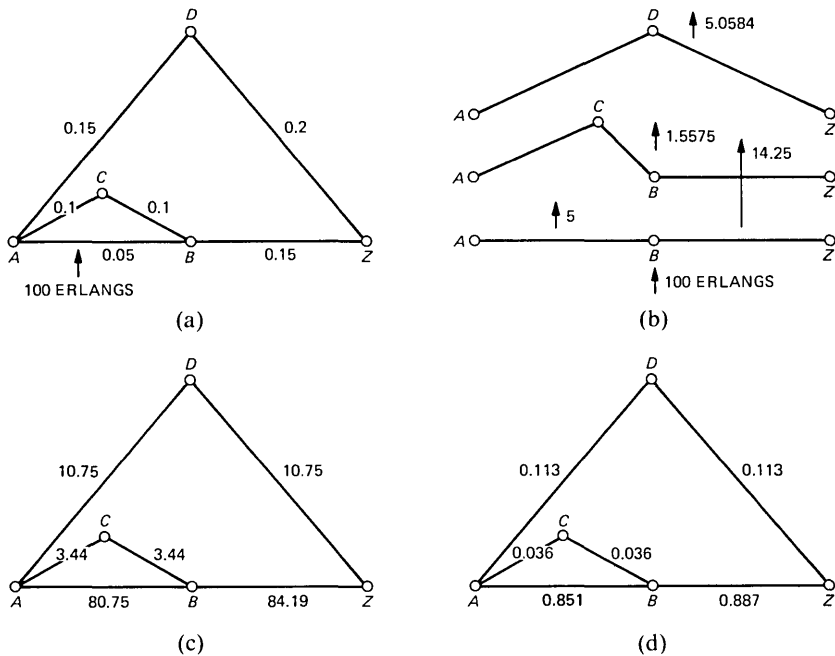 D
0.15
0.2
C
0.1
0.1
A
0.05
B
0.15
Z
100 ERLANGS
(a)
D
5.0584
A
C
Z
1.5575
14.25
A
B
Z
5
A
B
Z
100 ERLANGS
(b)
D
10.75
10.75
C
3.44
3.44
A
80.75
B
84.19
Z
(c)
D
0.113
0.113
C
0.036
0.036
A
0.851
B
0.887
Z
(d)